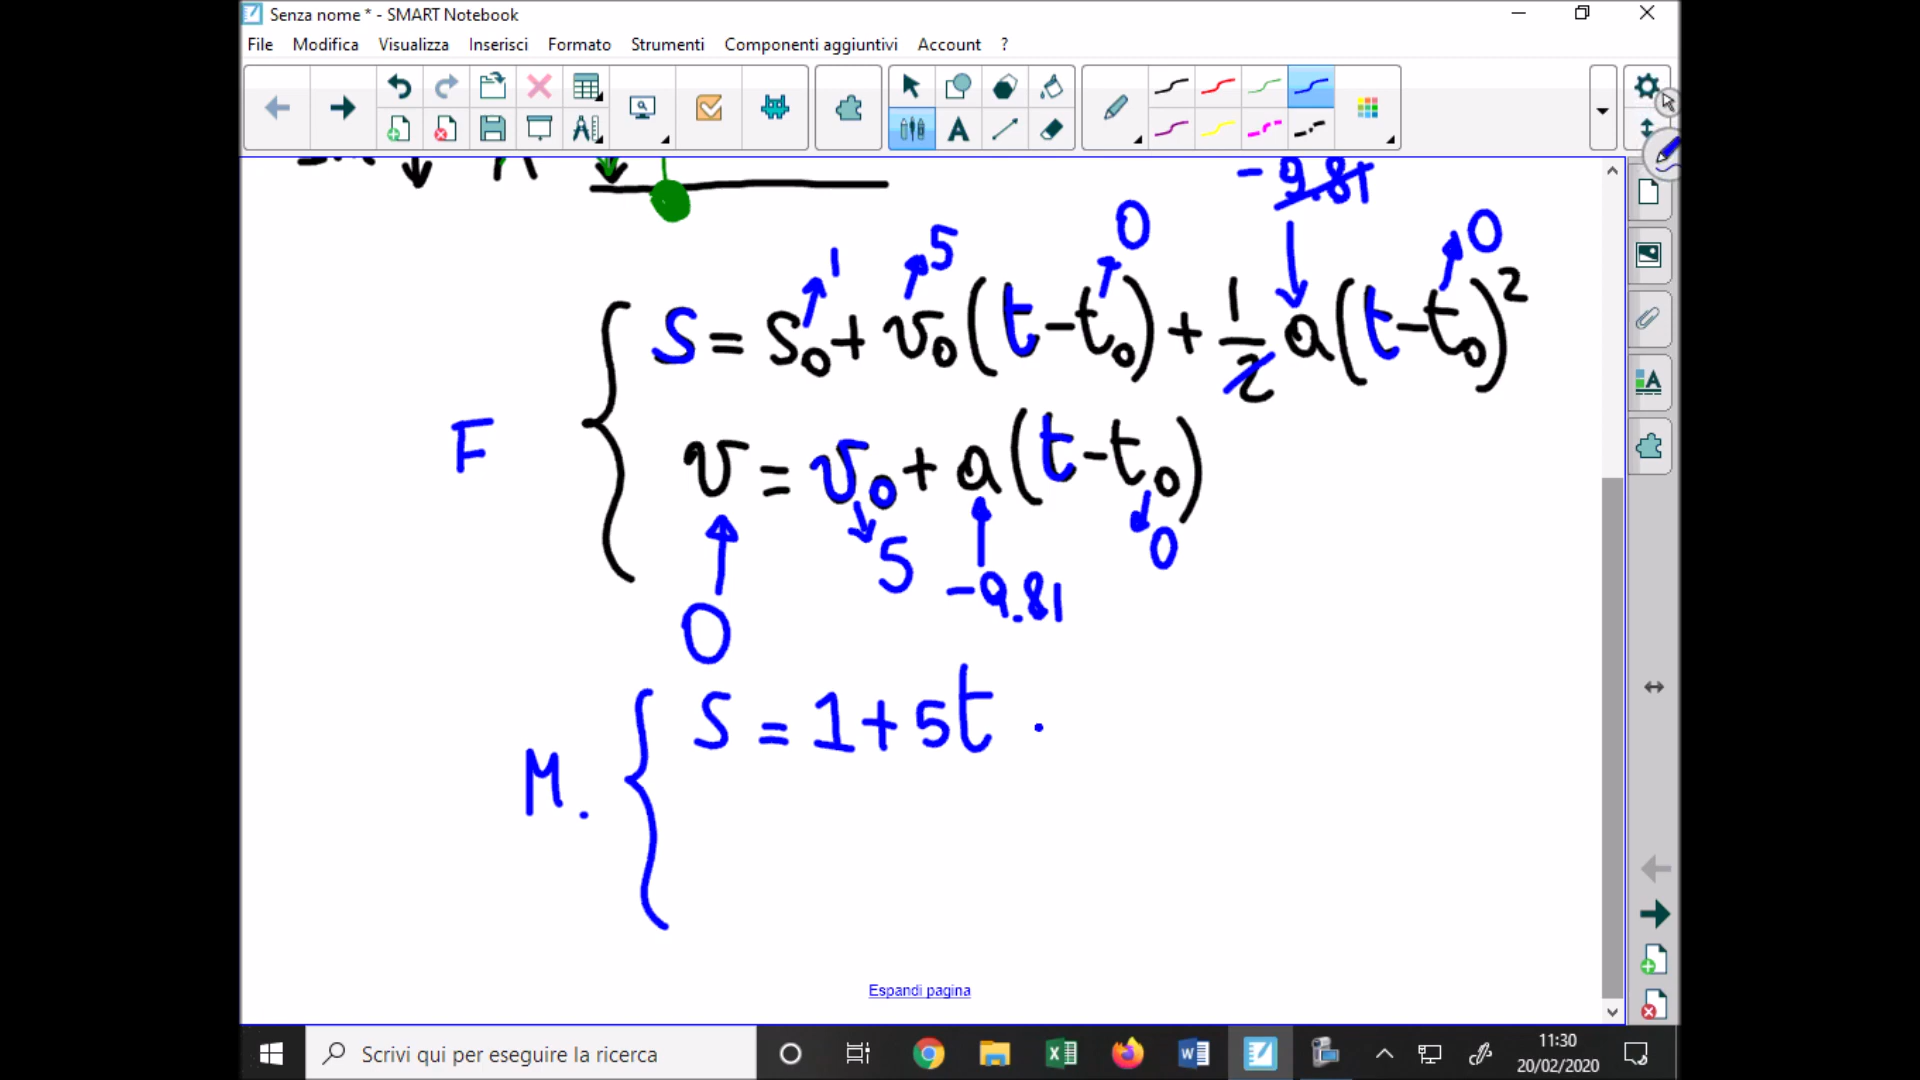 Senza nome * - SMART Notebook
File Modifica Visualizza Inserisci Formato Strumenti Componenti aggiuntivi Account ?
- 9.81
1 5 0 0
S = S₀ + v₀ (t - t₀) + 1/2 a (t - t₀)²
F
v = v₀ + a (t - t₀)
5 0
- 9.81
0
S = 1 + 5t .
M.
Espandi pagina
Scrivi qui per eseguire la ricerca
11:30
20/02/2020